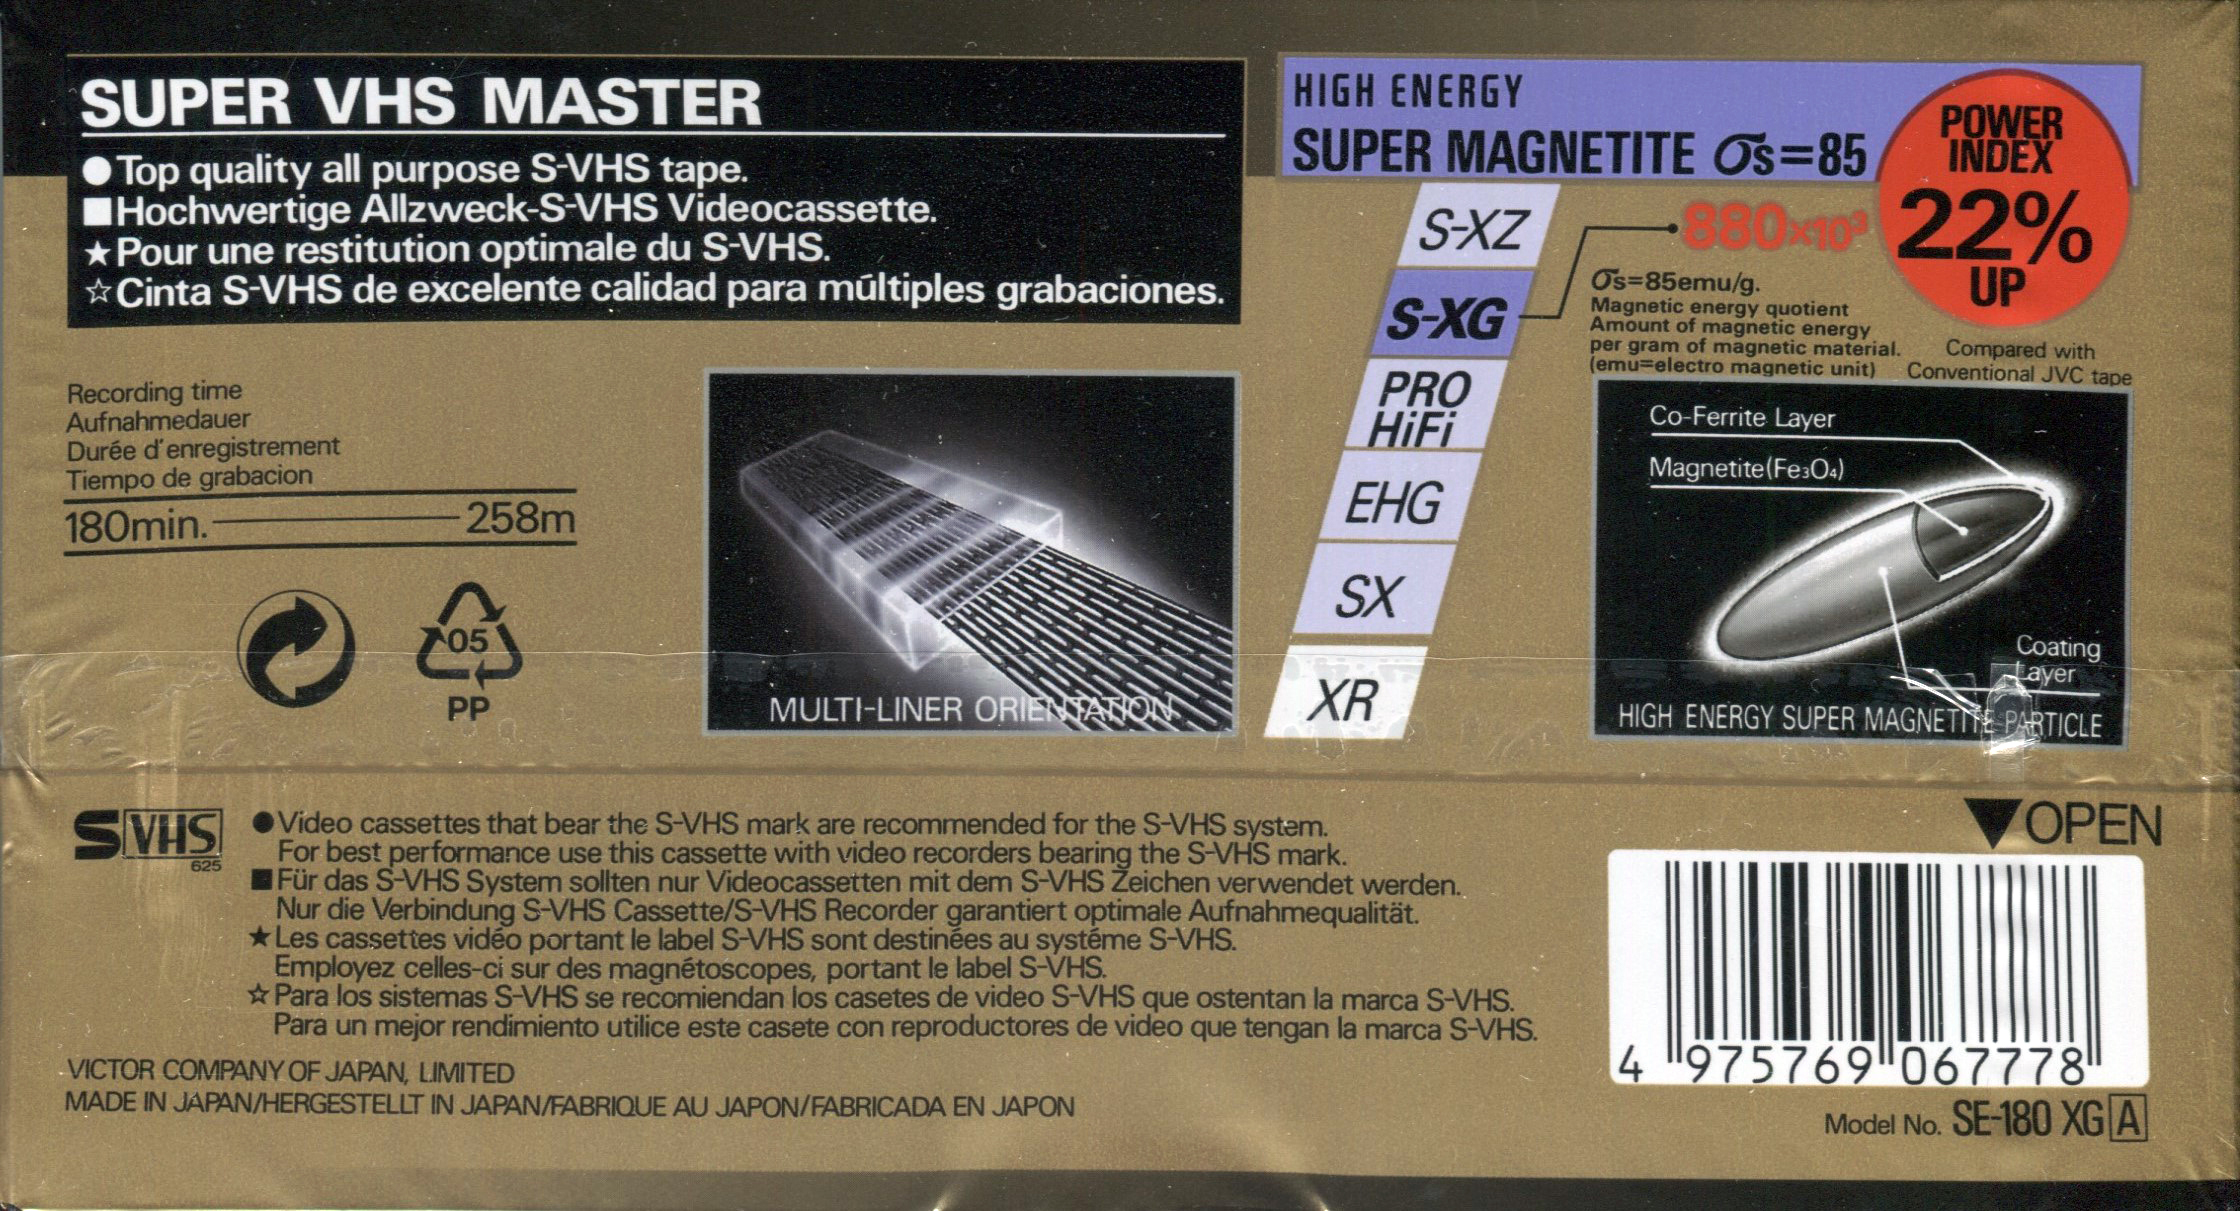 SUPER VHS MASTER
●Top quality all purpose S-VHS tape.
■Hochwertige Allzweck-S-VHS Videocassette.
★Pour une restitution optimale du S-VHS.
☆Cinta S-VHS de excelente calidad para múltiples grabaciones.
Recording time
Aufnahmedauer
Durée d'enregistrement
Tiempo de grabacion
180min. 258m
05
PP
MULTI-LINER ORIENTATION
HIGH ENERGY
SUPER MAGNETITE σs=85
POWER
INDEX
22%
UP
Compared with
Conventional JVC tape
S-XZ
S-XG
PRO
HiFi
EHG
SX
XR
880×10³
σs=85emu/g.
Magnetic energy quotient
Amount of magnetic energy
per gram of magnetic material.
(emu=electro magnetic unit)
Co-Ferrite Layer
Magnetite(Fe₃O₄)
Coating
Layer
HIGH ENERGY SUPER MAGNETITE PARTICLE
S VHS
625
●Video cassettes that bear the S-VHS mark are recommended for the S-VHS system.
For best performance use this cassette with video recorders bearing the S-VHS mark.
■Für das S-VHS System sollten nur Videocassetten mit dem S-VHS Zeichen verwendet werden.
Nur die Verbindung S-VHS Cassette/S-VHS Recorder garantiert optimale Aufnahmequalität.
★Les cassettes vidéo portant le label S-VHS sont destinées au systéme S-VHS.
Employez celles-ci sur des magnétoscopes, portant le label S-VHS.
☆Para los sistemas S-VHS se recomiendan los casetes de video S-VHS que ostentan la marca S-VHS.
Para un mejor rendimiento utilice este casete con reproductores de video que tengan la marca S-VHS.
VICTOR COMPANY OF JAPAN, LIMITED
MADE IN JAPAN/HERGESTELLT IN JAPAN/FABRIQUE AU JAPON/FABRICADA EN JAPON
▼OPEN
4 975769 067778
Model No. SE-180 XG A